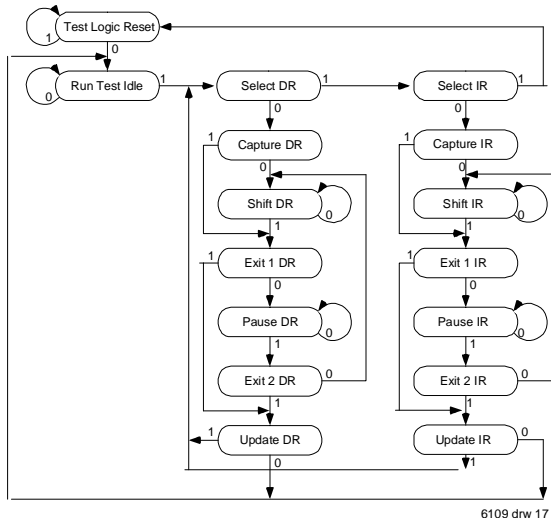 Test Logic Reset
1
0
Run Test Idle
0
1
Select DR
1
0
Select IR
1
0
Capture DR
1
0
Capture IR
1
0
Shift DR
0
1
Shift IR
0
1
Exit 1 DR
1
0
Exit 1 IR
1
0
Pause DR
0
1
Pause IR
0
1
Exit 2 DR
0
1
Exit 2 IR
0
1
Update DR
1
0
Update IR
0
1
6109 drw 17